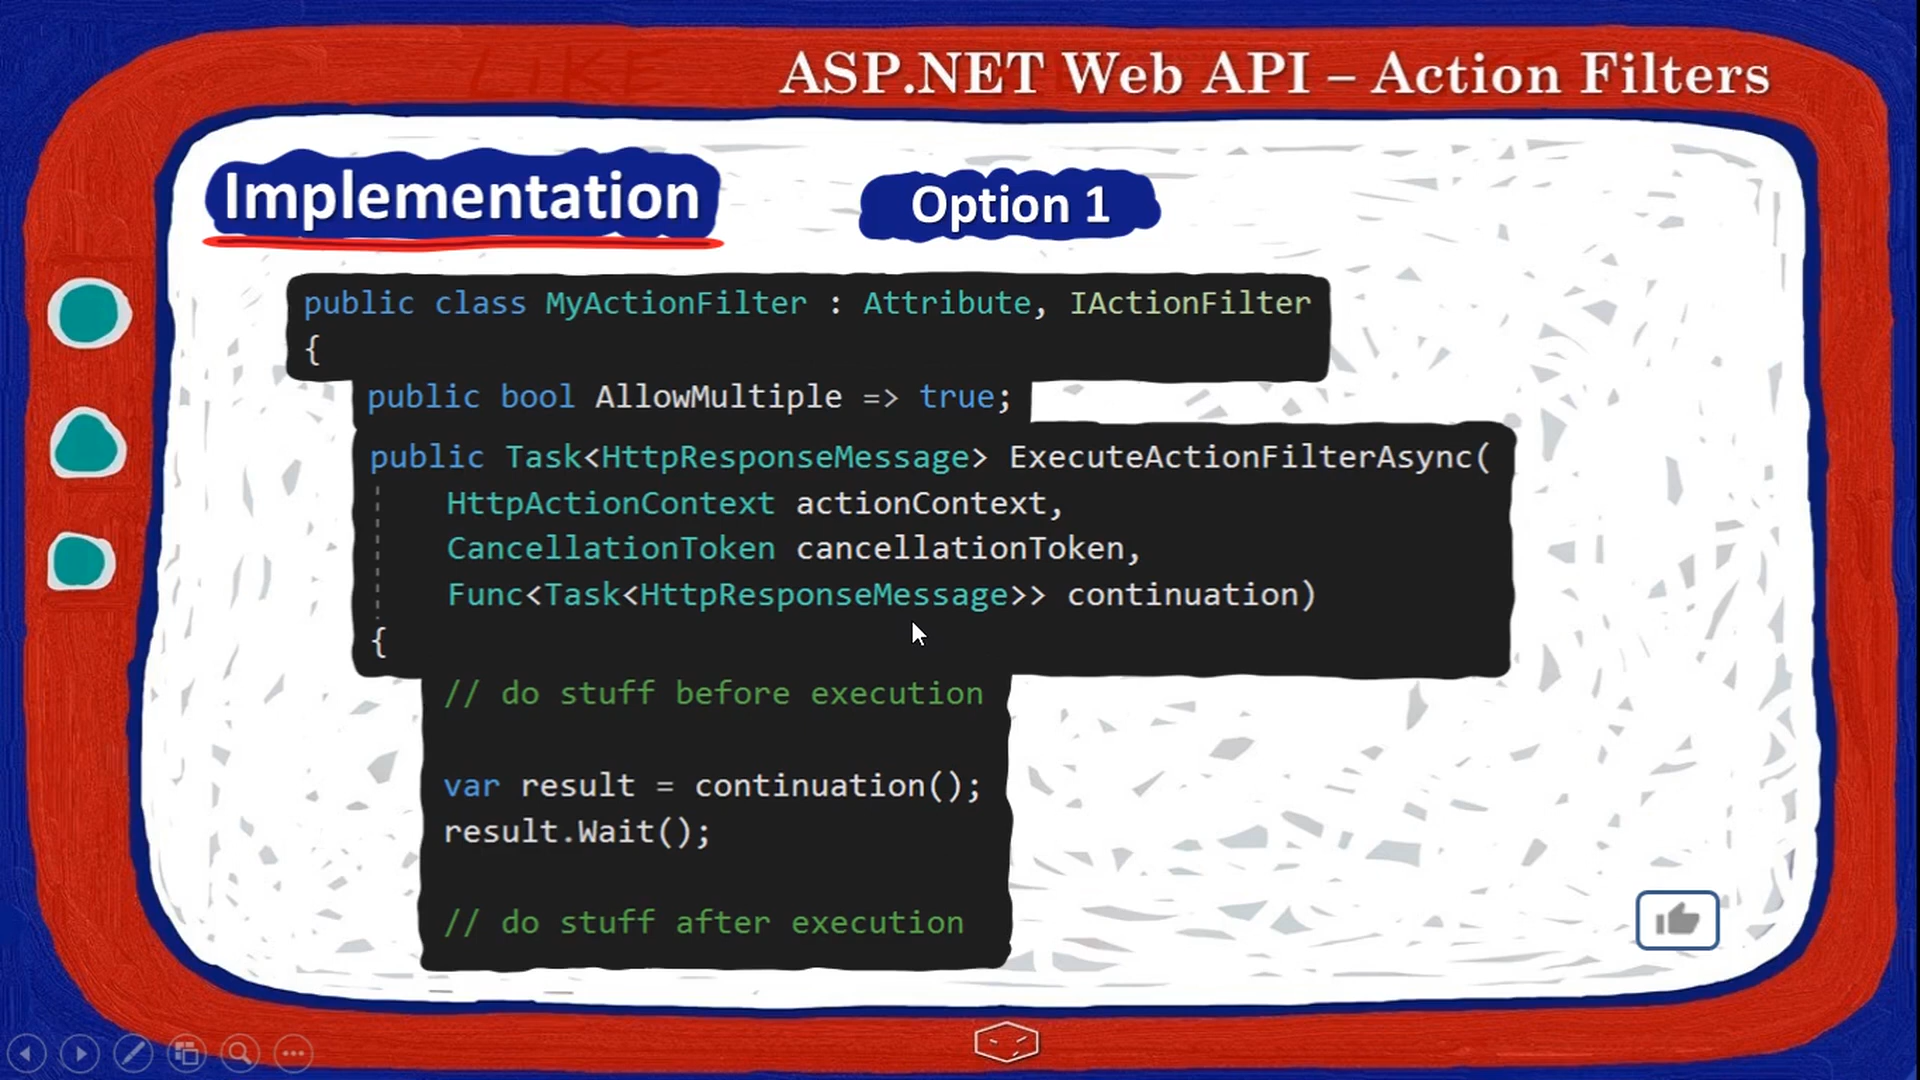 LIKE
ASP.NET Web API – Action Filters
Implementation
Option 1
public class MyActionFilter : Attribute, IActionFilter
{
public bool AllowMultiple => true;
public Task<HttpResponseMessage> ExecuteActionFilterAsync(
HttpActionContext actionContext,
CancellationToken cancellationToken,
Func<Task<HttpResponseMessage>> continuation)
{
// do stuff before execution
var result = continuation();
result.Wait();
// do stuff after execution